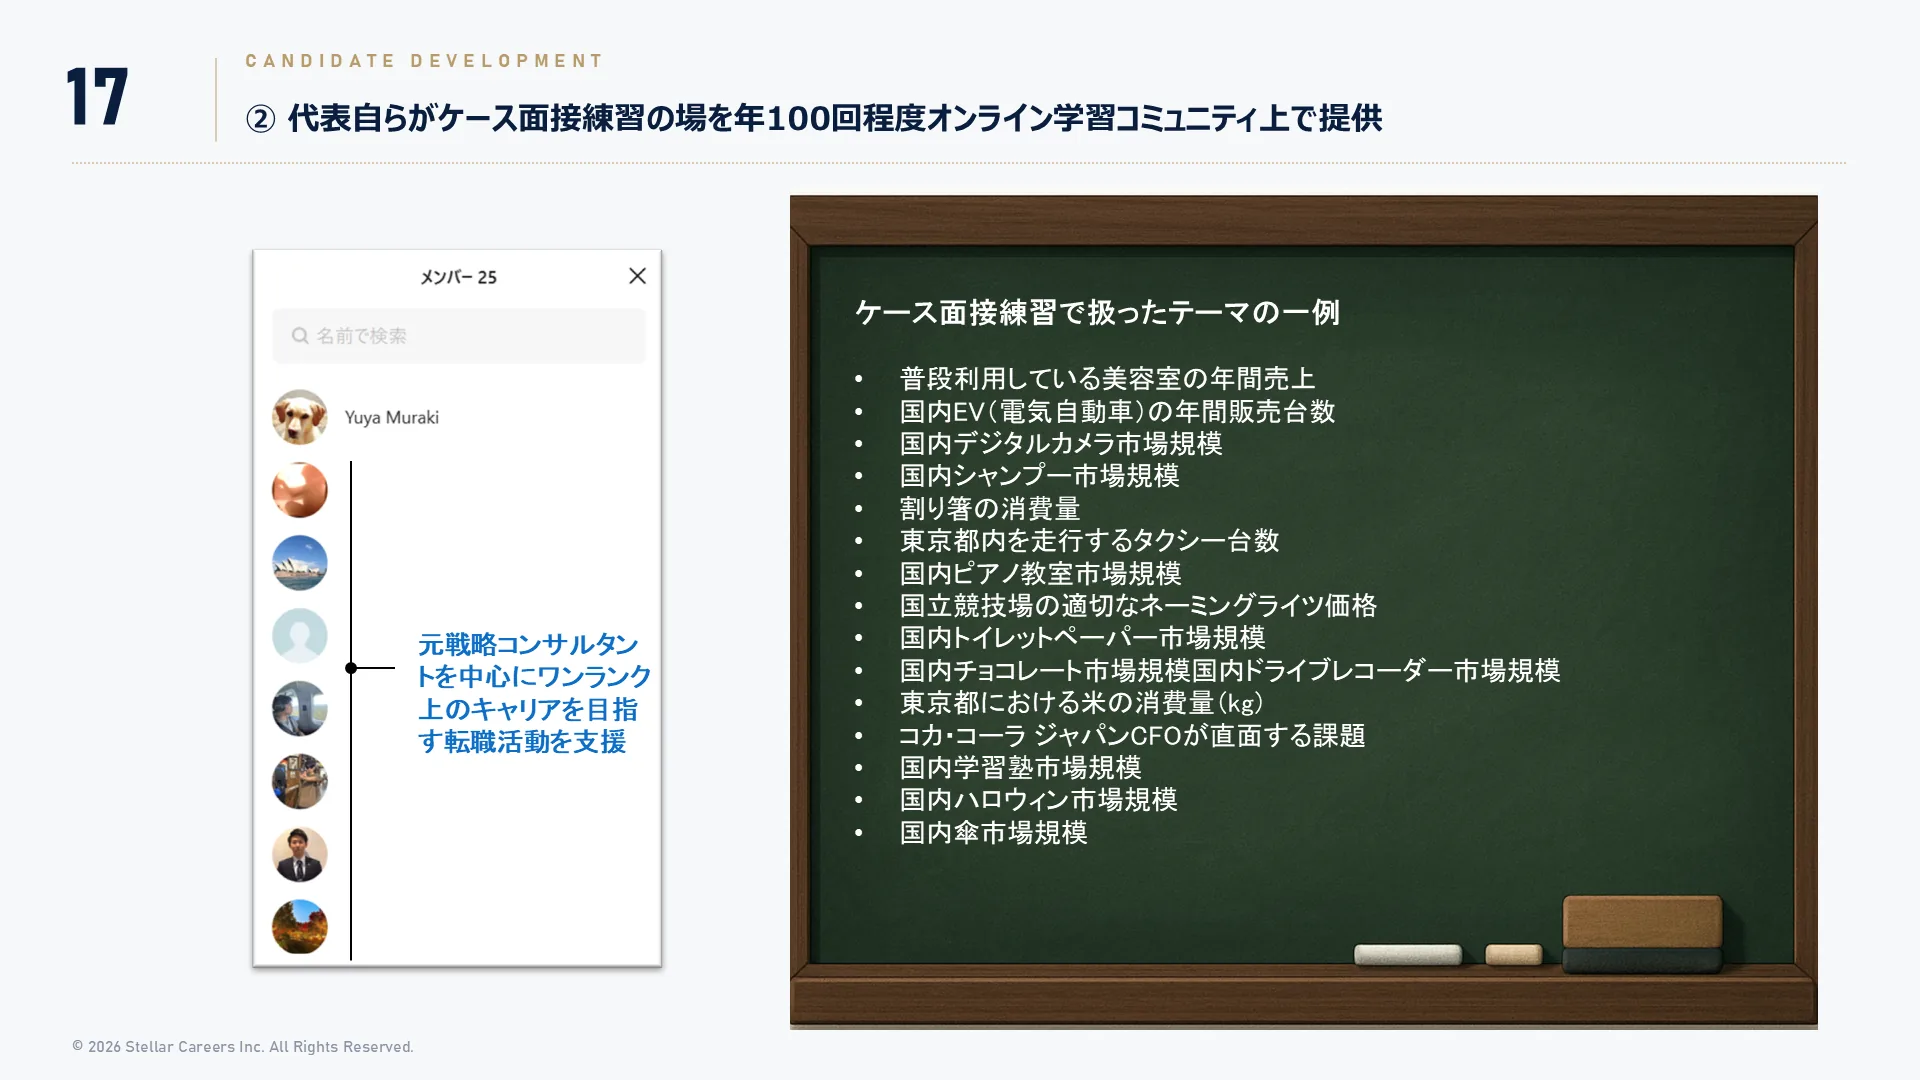 17
CANDIDATE DEVELOPMENT
② 代表自らがケース面接練習の場を年100回程度オンライン学習コミュニティ上で提供
メンバー 25
名前で検索
Yuya Muraki
元戦略コンサルタン
トを中心にワンランク
上のキャリアを目指
す転職活動を支援
ケース面接練習で扱ったテーマの一例
• 普段利用している美容室の年間売上
• 国内EV（電気自動車）の年間販売台数
• 国内デジタルカメラ市場規模
• 国内シャンプー市場規模
• 割り箸の消費量
• 東京都内を走行するタクシー台数
• 国内ピアノ教室市場規模
• 国立競技場の適切なネーミングライツ価格
• 国内トイレットペーパー市場規模
• 国内チョコレート市場規模国内ドライブレコーダー市場規模
• 東京都における米の消費量（kg）
• コカ・コーラ ジャパンCFOが直面する課題
• 国内学習塾市場規模
• 国内ハロウィン市場規模
• 国内傘市場規模
© 2026 Stellar Careers Inc. All Rights Reserved.